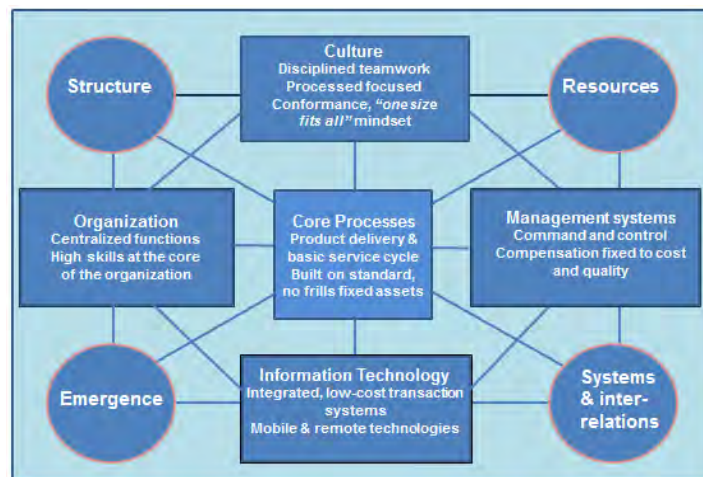 Structure
Culture
Disciplined teamwork
Processed focused
Conformance, "one size
fits all" mindset
Resources
Organization
Centralized functions
High skills at the core
of the organization
Core Processes
Product delivery &
basic service cycle
Built on standard,
no frills fixed assets
Management systems
Command and control
Compensation fixed to cost
and quality
Emergence
Information Technology
Integrated, low-cost transaction
systems
Mobile & remote technologies
Systems
& inter-
relations